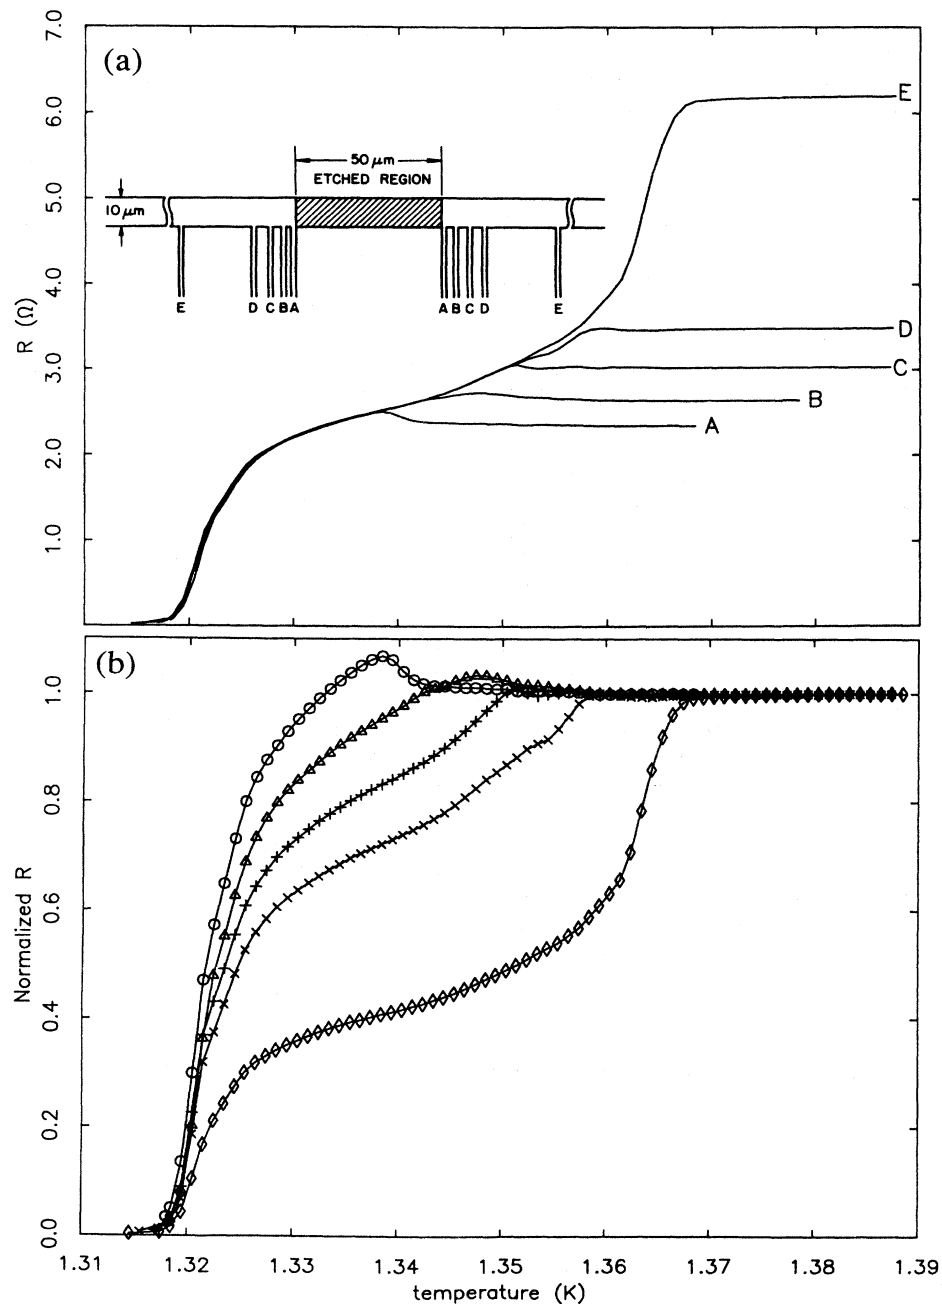 7.0
(a)
6.0
5.0
4.0
3.0
2.0
1.0
R (Ω)
E
D
C
B
A
50 μm
ETCHED REGION
10 μm
E D C B A A B C D E
(b)
1.0
0.8
0.6
0.4
0.2
0.0
Normalized R
1.31 1.32 1.33 1.34 1.35 1.36 1.37 1.38 1.39
temperature (K)